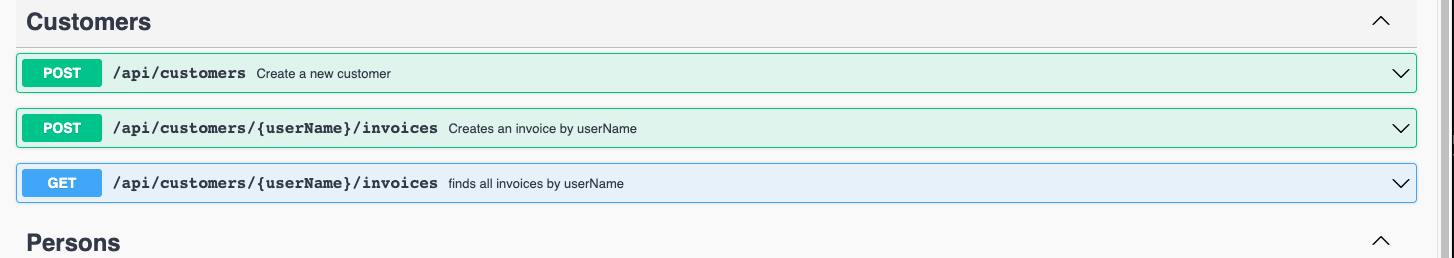 Customers
POST /api/customers Create a new customer
POST /api/customers/{userName}/invoices Creates an invoice by userName
GET /api/customers/{userName}/invoices finds all invoices by userName
Persons